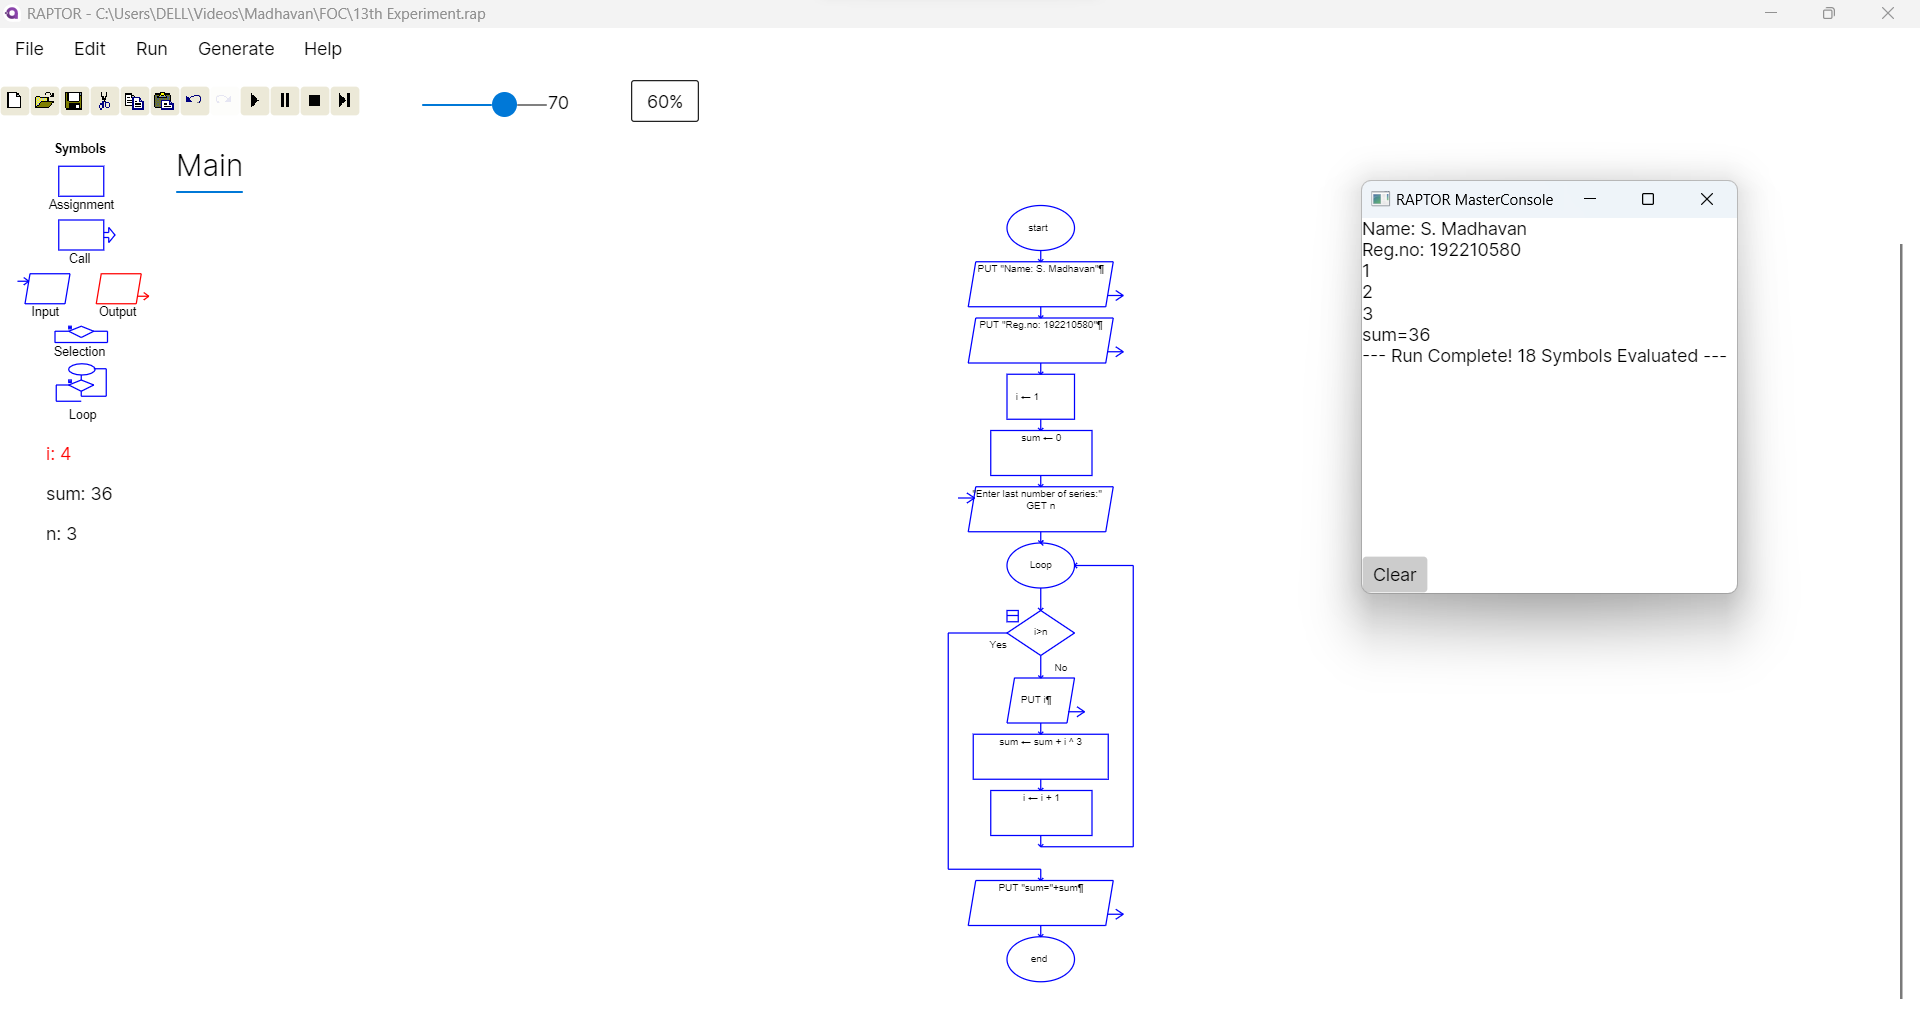 RAPTOR - C:\Users\DELL\Videos\Madhavan\FOC\13th Experiment.rap
File Edit Run Generate Help
70
60%
Symbols
Assignment
Call
Input Output
Selection
Loop
i: 4
sum: 36
n: 3
Main
start
PUT "Name: S. Madhavan"¶
PUT "Reg.no: 192210580"¶
i ← 1
sum ← 0
"Enter last number of series:"
GET n
Loop
i>n
Yes
No
PUT i¶
sum ← sum + i ^ 3
i ← i + 1
PUT "sum="+sum¶
end
RAPTOR MasterConsole
Name: S. Madhavan
Reg.no: 192210580
1
2
3
sum=36
--- Run Complete! 18 Symbols Evaluated ---
Clear